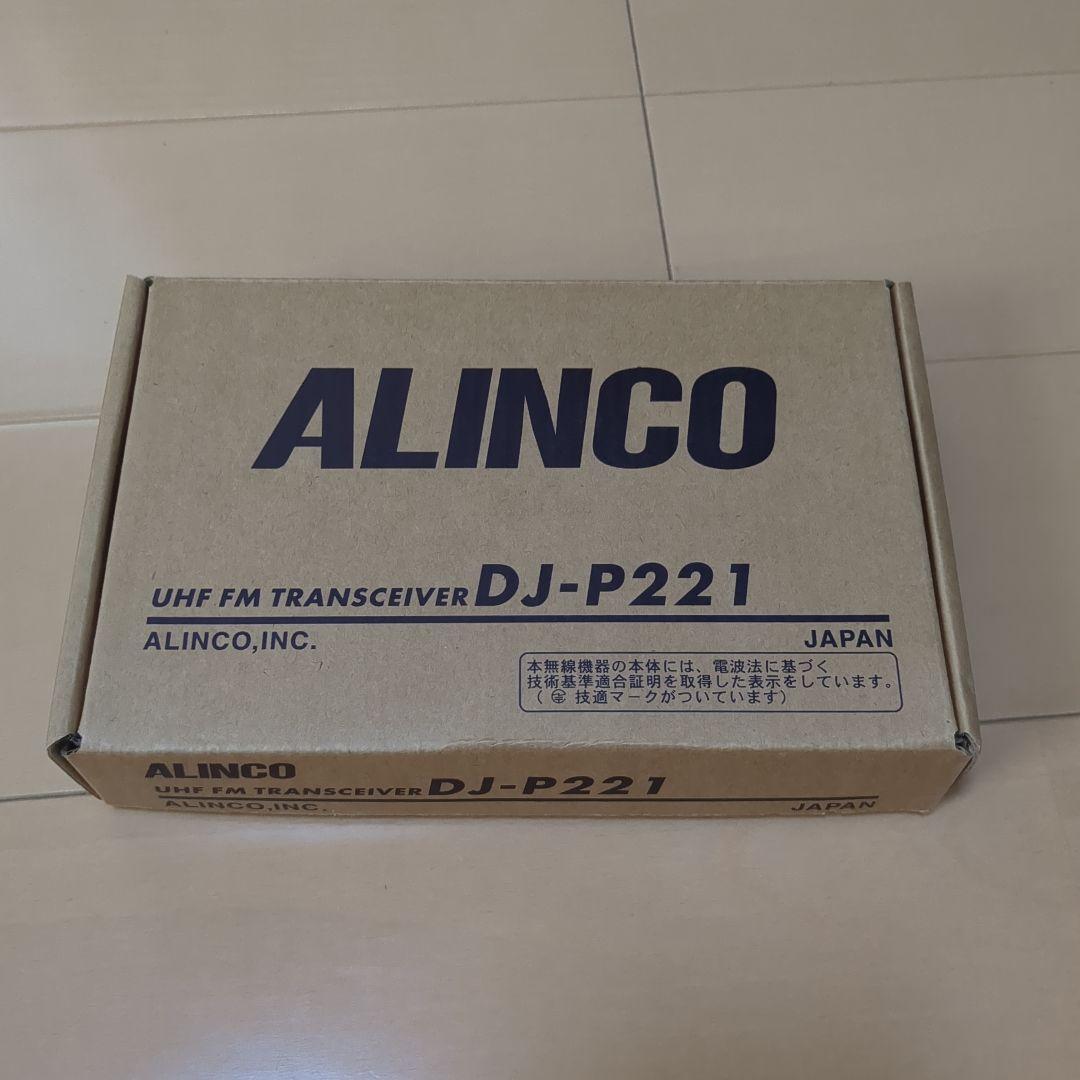 ALINCO
UHF FM TRANSCEIVER DJ-P221
ALINCO,INC. JAPAN
本無線機器の本体には、電波法に基づく
技術基準適合証明を取得した表示をしています。
( 技適マークがついています)
ALINCO
UHF FM TRANSCEIVER DJ-P221
ALINCO,INC. JAPAN